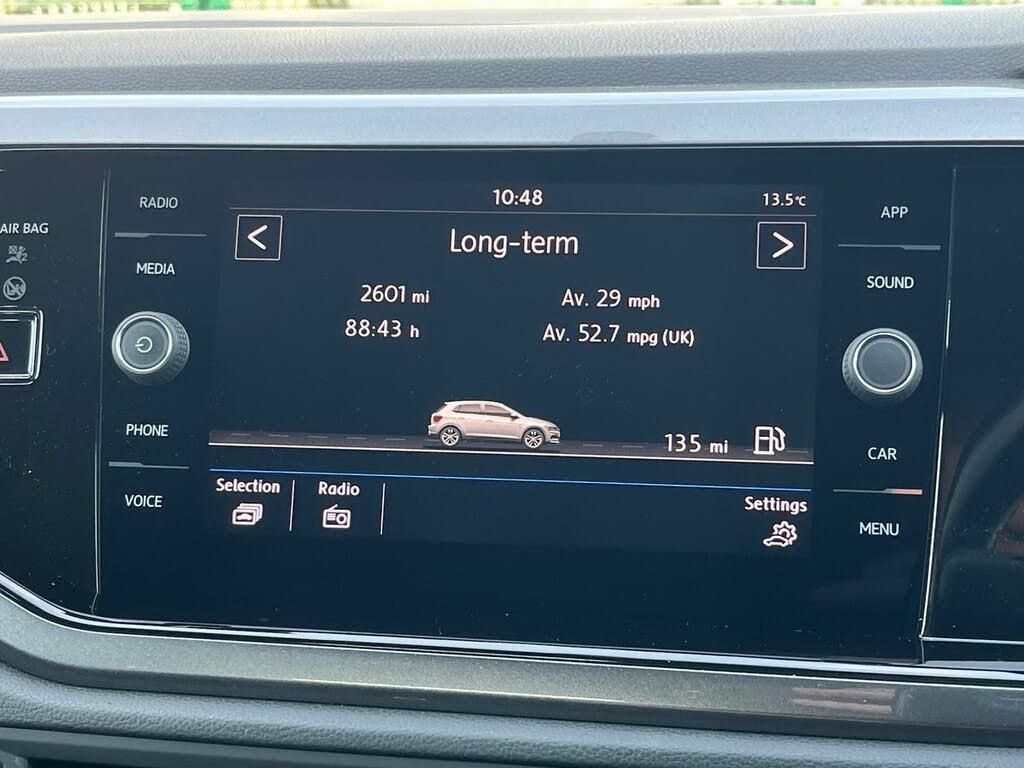 10:48
13.5°C
RADIO
MEDIA
PHONE
VOICE
AIR BAG
2
<
Long-term
>
2601 mi
Av. 29 mph
88:43 h
Av. 52.7 mpg (UK)
135 mi
Selection
Radio
Settings
APP
SOUND
CAR
MENU